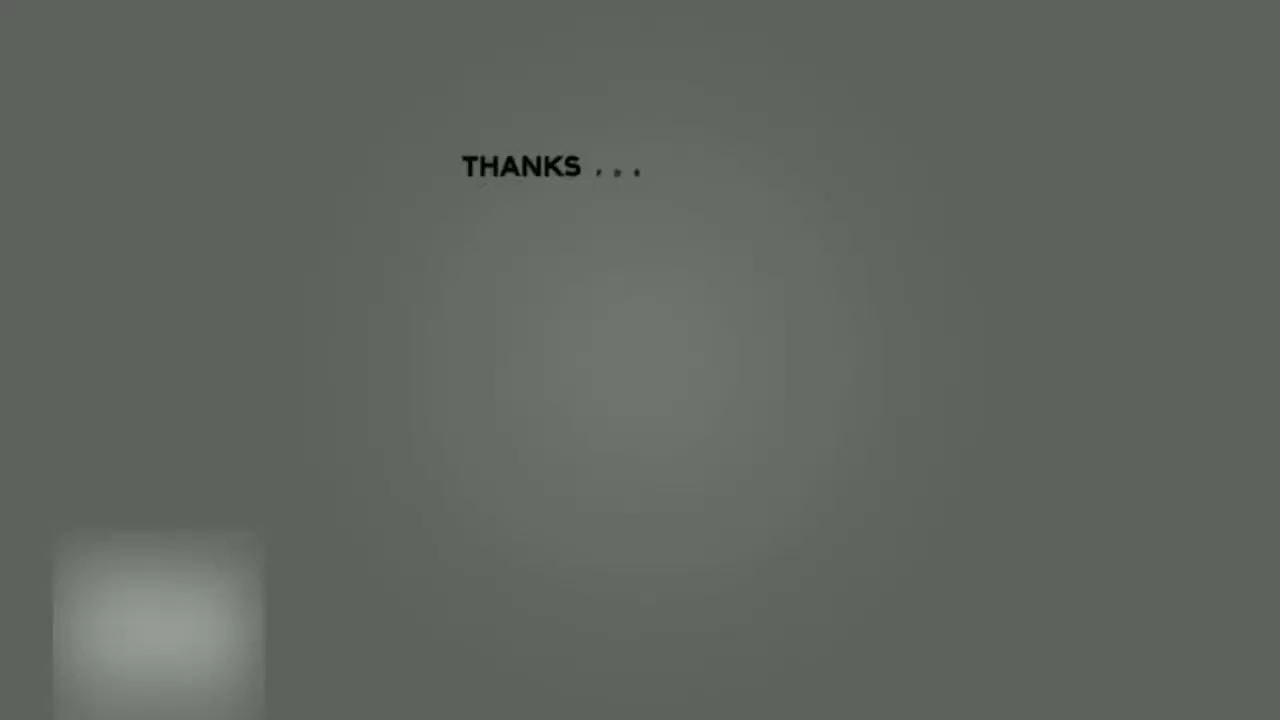 THANKS . . .